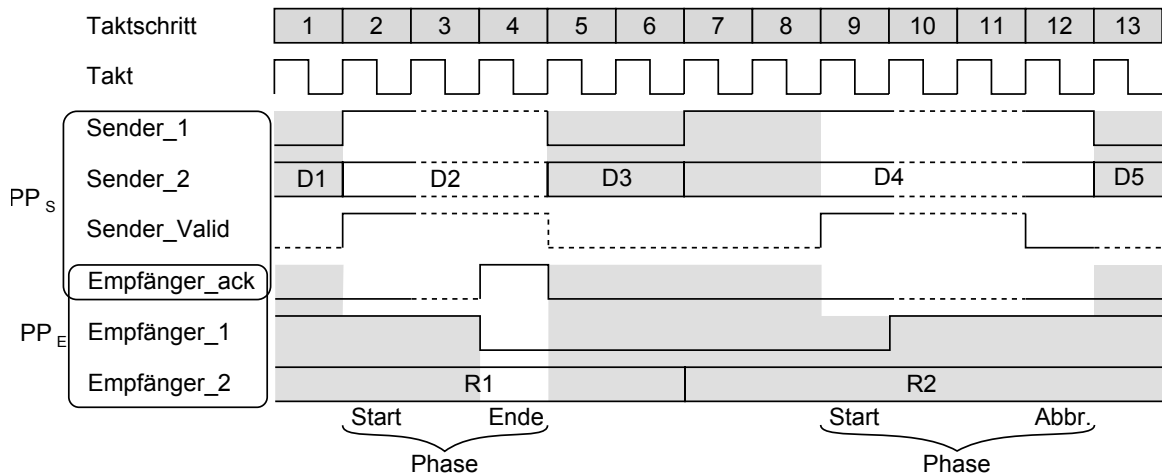 Taktschritt 1 2 3 4 5 6 7 8 9 10 11 12 13
Takt
Sender_1
Sender_2 D1 D2 D3 D4 D5
PP S
Sender_Valid
Empfänger_ack
PP E
Empfänger_1
Empfänger_2 R1 R2
Start Ende Start Abbr.
Phase Phase